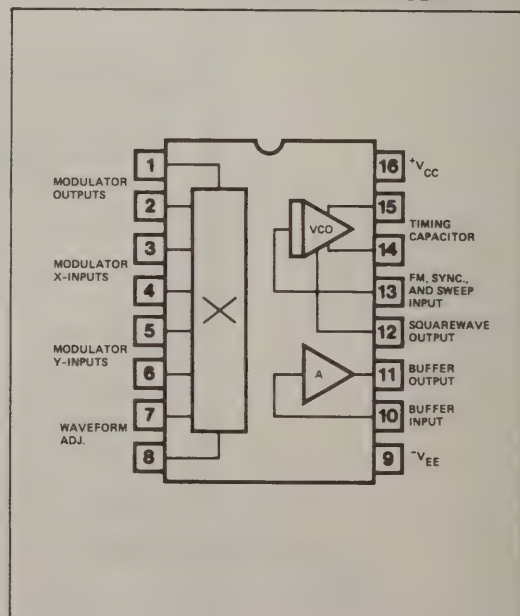 1
MODULATOR
OUTPUTS
2
3
MODULATOR
X-INPUTS
4
5
MODULATOR
Y-INPUTS
6
7
WAVEFORM
ADJ.
8
16
+VCC
15
TIMING
CAPACITOR
14
13
FM, SYNC.,
AND SWEEP
INPUT
12
SQUAREWAVE
OUTPUT
11
BUFFER
OUTPUT
10
BUFFER
INPUT
9
-VEE
VCO
A